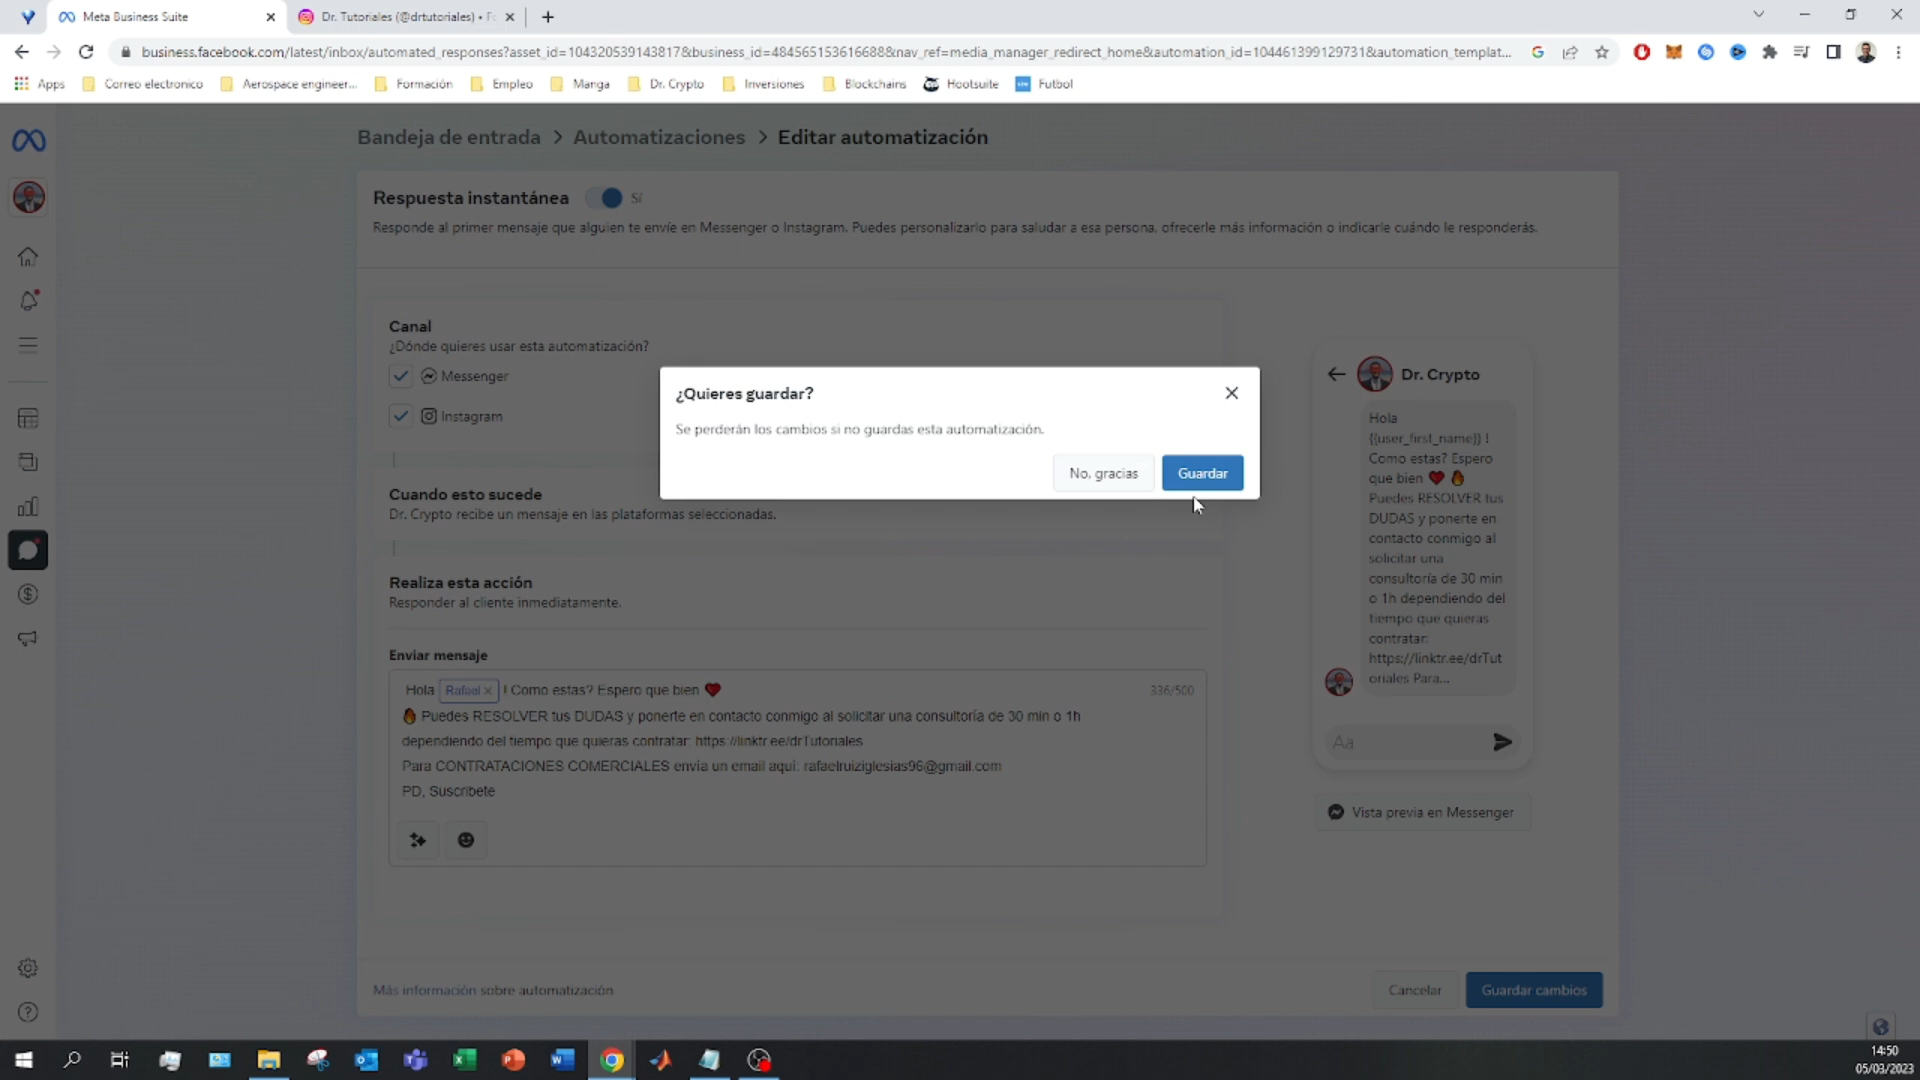 Meta Business Suite
Dr. Tutoriales (@drtutoriales) • Fo
business.facebook.com/latest/inbox/automated_responses?asset_id=104320539143817&business_id=484565153616688&nav_ref=media_manager_redirect_home&automation_id=104461399129731&automation_templat...
Apps
Correo electronico
Aerospace engineer...
Formación
Empleo
Manga
Dr. Crypto
Inversiones
Blockchains
Hootsuite
Futbol
Bandeja de entrada > Automatizaciones > Editar automatización
Respuesta instantánea
Sí
Responde al primer mensaje que alguien te envíe en Messenger o Instagram. Puedes personalizarlo para saludar a esa persona, ofrecerle más información o indicarle cuándo le responderás.
Canal
¿Dónde quieres usar esta automatización?
Messenger
Instagram
¿Quieres guardar?
Se perderán los cambios si no guardas esta automatización.
No, gracias
Guardar
Cuando esto sucede
Dr. Crypto recibe un mensaje en las plataformas seleccionadas.
Realiza esta acción
Responder al cliente inmediatamente.
Enviar mensaje
Hola Rafael × ! Como estas? Espero que bien ❤️
336/500
🔥 Puedes RESOLVER tus DUDAS y ponerte en contacto conmigo al solicitar una consultoría de 30 min o 1h
dependiendo del tiempo que quieras contratar: https://linktr.ee/drTutoriales
Para CONTRATACIONES COMERCIALES envia un email aqui: rafaelruiziglesias96@gmail.com
PD, Suscribete
Dr. Crypto
Hola
{{user_first_name}} !
Como estas? Espero
que bien ❤️ 🔥
Puedes RESOLVER tus
DUDAS y ponerte en
contacto conmigo al
solicitar una
consultoría de 30 min
o 1h dependiendo del
tiempo que quieras
contratar:
https://linktr.ee/drTut
oriales Para...
Aa
Vista previa en Messenger
Más información sobre automatización
Cancelar
Guardar cambios
14:50
05/03/2023